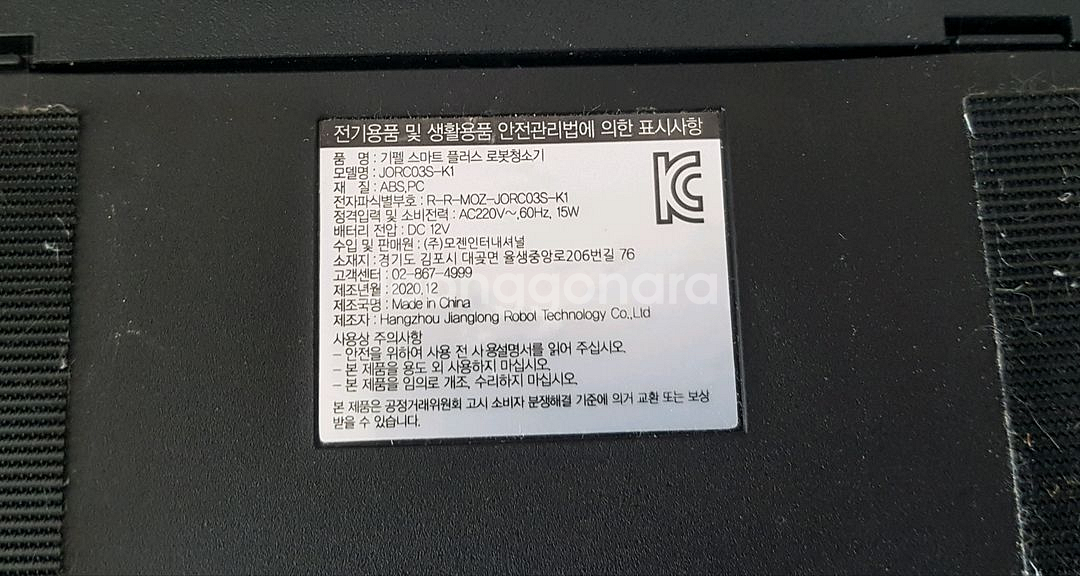 전기용품 및 생활용품 안전관리법에 의한 표시사항
품 명 : 기펠 스마트 플러스 로봇청소기
모델명 : JORC03S-K1
재 질 : ABS,PC
전자파식별부호 : R-R-MOZ-JORC03S-K1
정격입력 및 소비전력 : AC220V~,60Hz, 15W
배터리 전압 : DC 12V
수입 및 판매원 : (주)모젠인터내셔널
소재지 : 경기도 김포시 대곶면 율생중앙로206번길 76
고객센터 : 02-867-4999
제조년월 : 2020.12
제조국명 : Made in China
제조자 : Hangzhou Jianglong Robot Technology Co.,Ltd
사용상 주의사항
- 안전을 위하여 사용 전 사용설명서를 읽어 주십시오.
- 본 제품을 용도 외 사용하지 마십시오.
- 본 제품을 임의로 개조, 수리하지 마십시오.
본 제품은 공정거래위원회 고시 소비자 분쟁해결 기준에 의거 교환 또는 보상
받을 수 있습니다.
KC